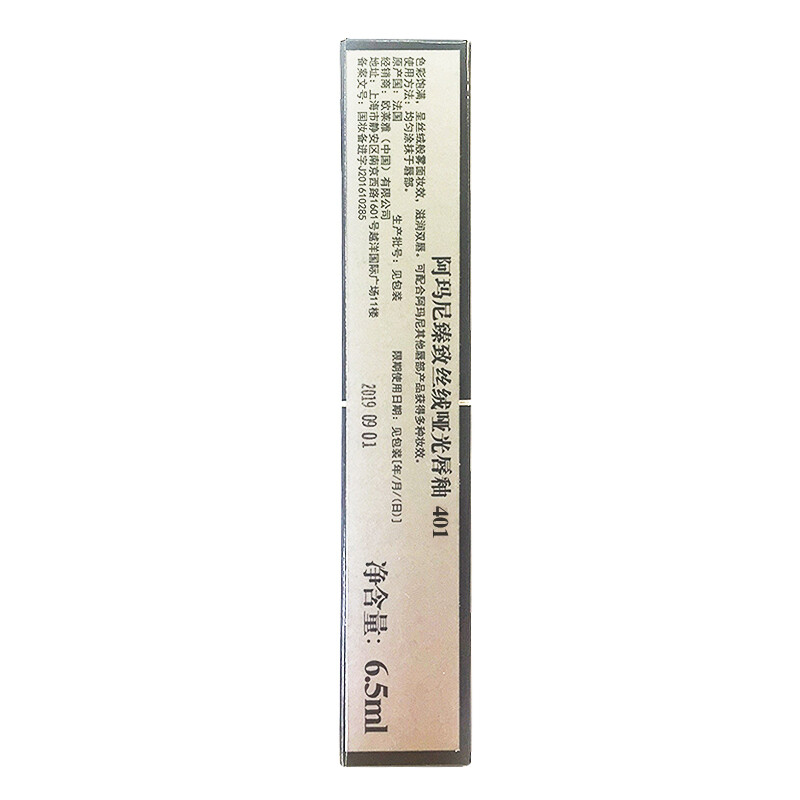 阿玛尼臻致丝绒哑光唇釉 401
色彩饱满，呈丝绒般雾面妆效，滋润双唇。可配合阿玛尼其他唇部产品获得多种妆效。
使用方法：均匀涂抹于唇部。
原产国：法国 生产批号：见包装 限期使用日期：见包装[年/月/(日)]
经销商：欧莱雅（中国）有限公司
地址：上海市静安区南京西路1601号越洋国际广场11楼
备案文号：国妆备进字J201610285
2019 09 01
净含量：6.5ml